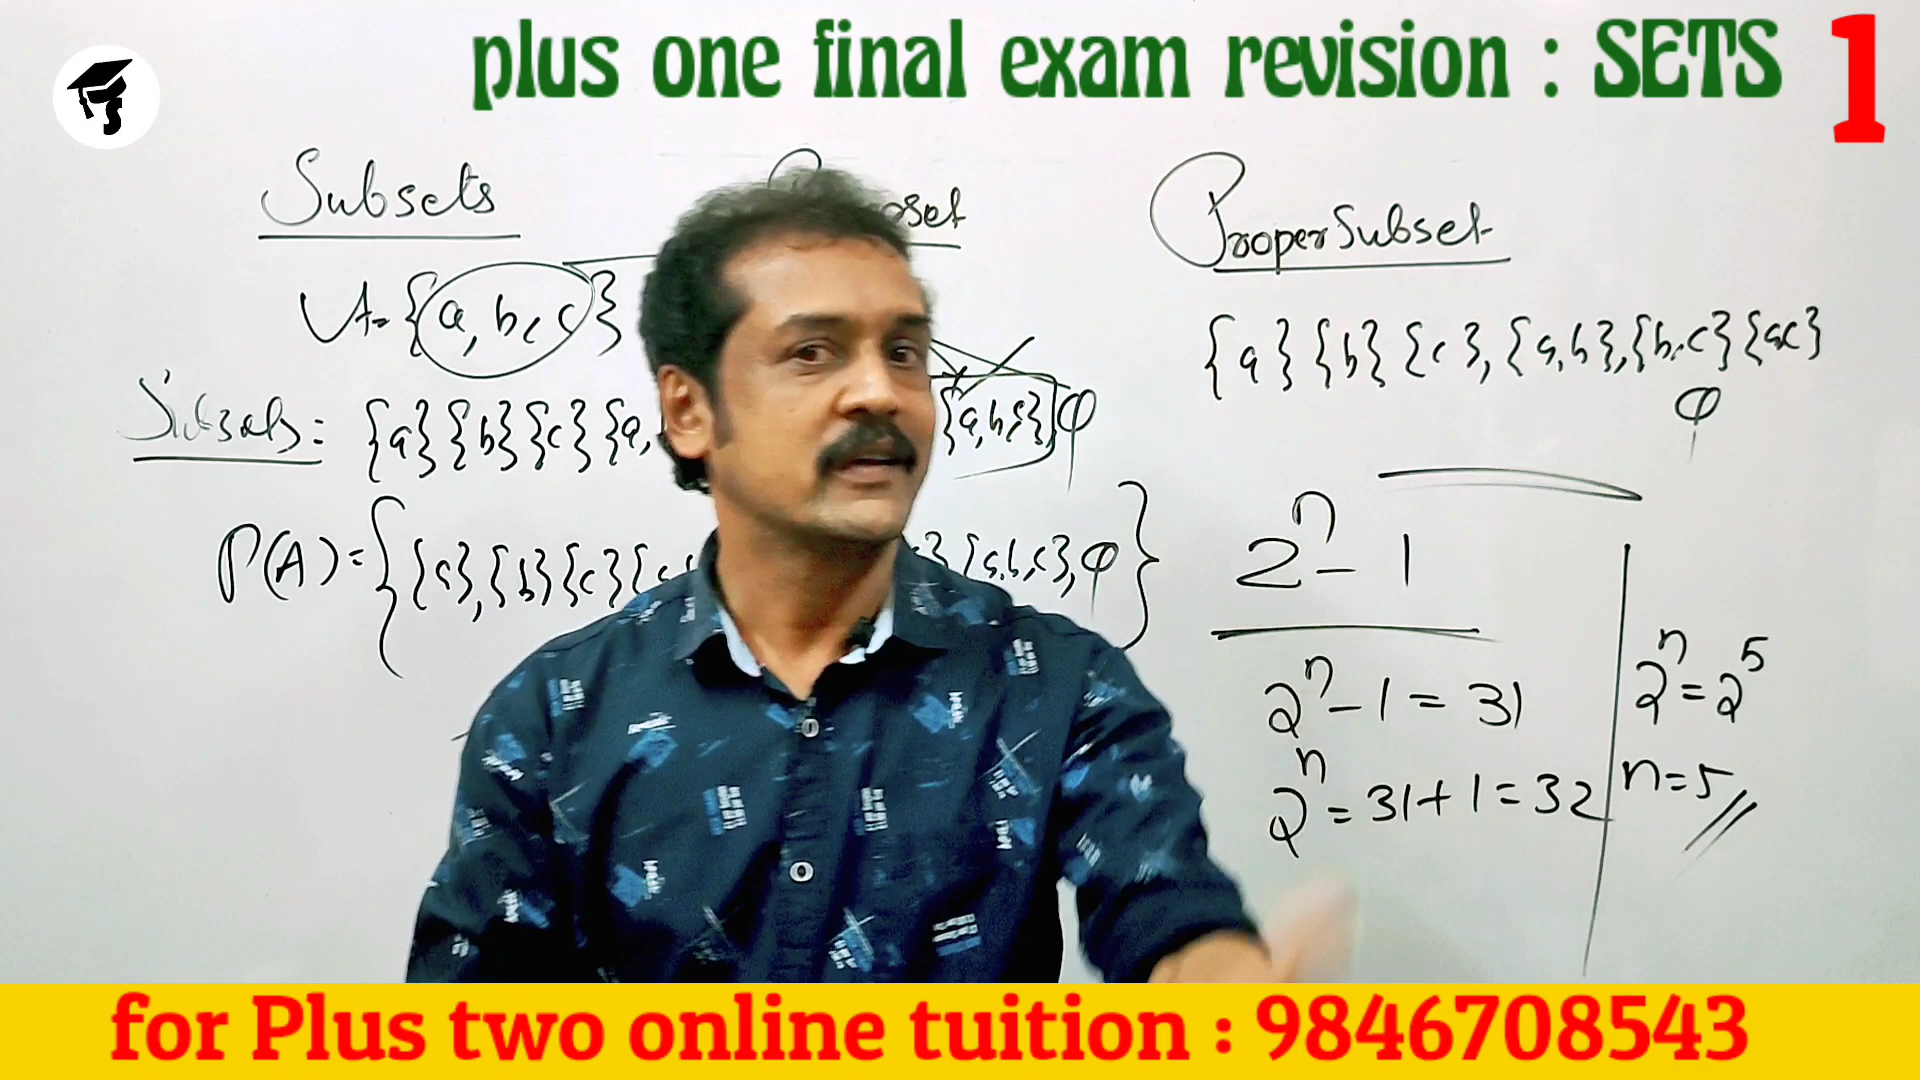 plus one final exam revision : SETS 1
Subsets
Proper Subset
A = {a, b, c}
{a} {b} {c}, {a, b}, {b, c} {a,c}
φ
Subsets : {a} {b} {c} {a, {a, b, c}, φ
P(A) = { {a}, {b} {c} {a, {a, b, c}, φ }
2ⁿ - 1
2ⁿ - 1 = 31
2ⁿ = 31 + 1 = 32
2ⁿ = 2⁵
n = 5 //
for Plus two online tuition : 9846708543